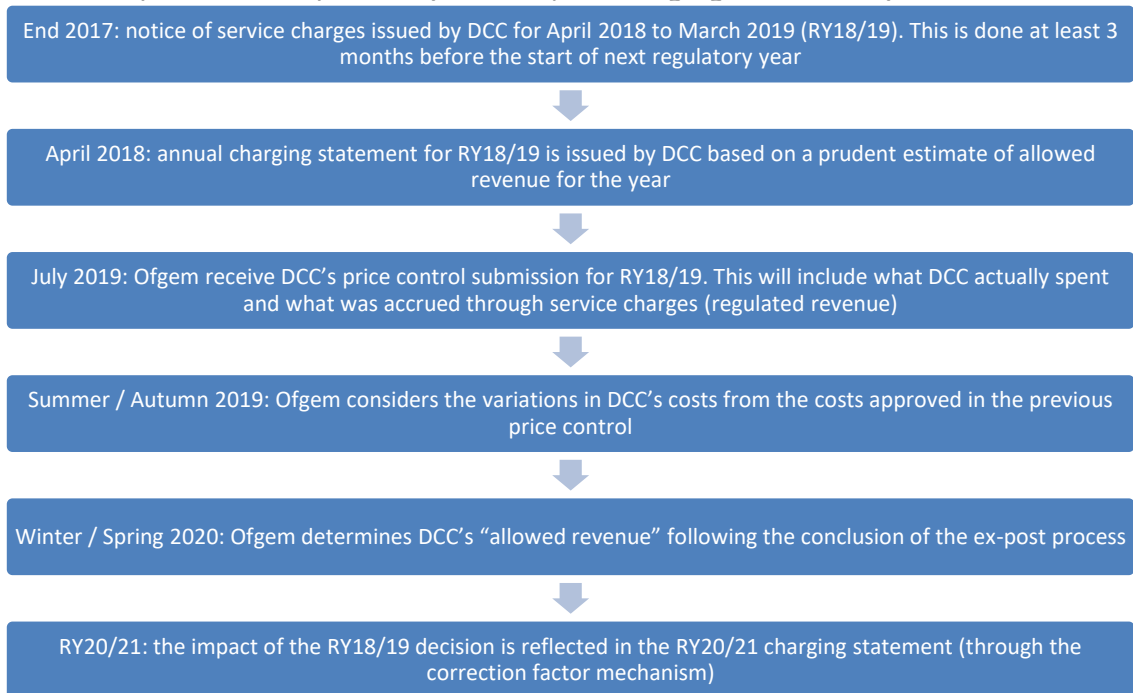 End 2017: notice of service charges issued by DCC for April 2018 to March 2019 (RY18/19). This is done at least 3
months before the start of next regulatory year
April 2018: annual charging statement for RY18/19 is issued by DCC based on a prudent estimate of allowed
revenue for the year
July 2019: Ofgem receive DCC’s price control submission for RY18/19. This will include what DCC actually spent
and what was accrued through service charges (regulated revenue)
Summer / Autumn 2019: Ofgem considers the variations in DCC’s costs from the costs approved in the previous
price control
Winter / Spring 2020: Ofgem determines DCC’s “allowed revenue” following the conclusion of the ex-post process
RY20/21: the impact of the RY18/19 decision is reflected in the RY20/21 charging statement (through the
correction factor mechanism)